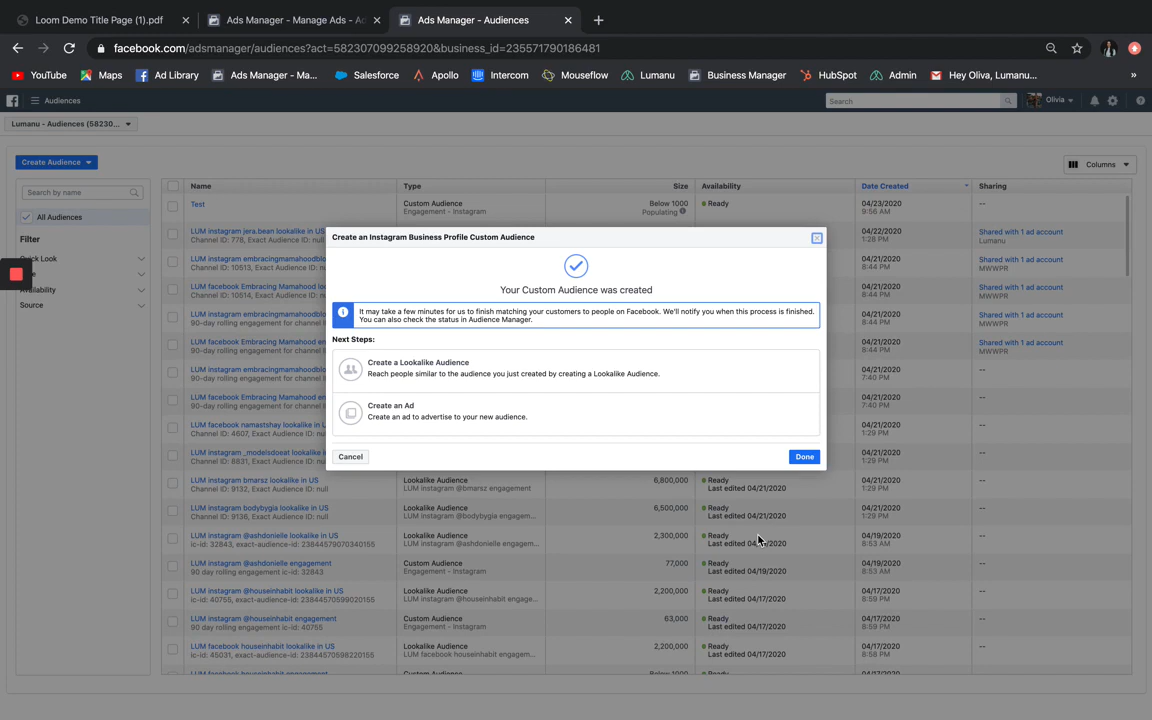 Loom Demo Title Page (1).pdf
Ads Manager - Manage Ads - Ad
Ads Manager - Audiences
facebook.com/adsmanager/audiences?act=582307099258920&business_id=235571790186481
YouTube
Maps
Ad Library
Ads Manager - Ma...
Salesforce
Apollo
Intercom
Mouseflow
Lumanu
Business Manager
HubSpot
Admin
Hey Oliva, Lumanu...
»
Audiences
Search
Olivia
Lumanu - Audiences (58230...
Create Audience
Columns
Search by name
All Audiences
Filter
Quick Look
Availability
Source
Name Type Size Availability Date Created Sharing
Test Custom Audience Below 1000 Ready 04/23/2020 --
Engagement - Instagram Populating 9:56 AM
LUM instagram jera.bean lookalike in US 04/22/2020 Shared with 1 ad account
Channel ID: 778, Exact Audience ID: null 1:28 PM Lumanu
LUM instagram embracingmamahoodblo 04/21/2020 Shared with 1 ad account
Channel ID: 10513, Exact Audience ID: null 8:44 PM MWWPR
LUM facebook Embracing Mamahood en 04/21/2020 Shared with 1 ad account
Channel ID: 10514, Exact Audience ID: null 8:44 PM MWWPR
LUM instagram embracingmamahoodblo 04/21/2020 Shared with 1 ad account
90-day rolling engagement for channel 8:44 PM MWWPR
LUM facebook Embracing Mamahood en 04/21/2020 Shared with 1 ad account
90-day rolling engagement for channel 8:44 PM MWWPR
LUM instagram embracingmamahoodblo 04/21/2020 --
90-day rolling engagement for channel 7:40 PM
LUM facebook Embracing Mamahood en 04/21/2020 --
90-day rolling engagement for channel 7:40 PM
LUM facebook namastshay lookalike in U 04/21/2020 --
Channel ID: 4607, Exact Audience ID: nu 1:29 PM
LUM instagram _modelsdoeat lookalike in 04/21/2020 --
Channel ID: 8831, Exact Audience ID: nu 1:29 PM
LUM instagram bmarsz lookalike in US Lookalike Audience 6,800,000 Ready 04/21/2020 --
Channel ID: 9132, Exact Audience ID: null LUM instagram @bmarsz engagement Last edited 04/21/2020 1:29 PM
LUM instagram bodybygia lookalike in US Lookalike Audience 6,500,000 Ready 04/21/2020 --
Channel ID: 9136, Exact Audience ID: null LUM instagram @bodybygia engagem... Last edited 04/21/2020 1:29 PM
LUM instagram @ashdonielle lookalike in US Lookalike Audience 2,300,000 Ready 04/19/2020 --
ic-id: 32843, exact-audience-id: 23844579070340155 LUM instagram @ashdonielle engagem... Last edited 04/ /2020 8:53 AM
LUM instagram @ashdonielle engagement Custom Audience 77,000 Ready 04/19/2020 --
90 day rolling engagement ic-id: 32843 Engagement - Instagram Last edited 04/19/2020 8:53 AM
LUM instagram @houseinhabit lookalike in US Lookalike Audience 2,200,000 Ready 04/17/2020 --
ic-id: 40755, exact-audience-id: 23844570599020155 LUM instagram @houseinhabit engage... Last edited 04/17/2020 8:59 PM
LUM instagram @houseinhabit engagement Custom Audience 63,000 Ready 04/17/2020 --
90 day rolling engagement ic-id: 40755 Engagement - Instagram Last edited 04/17/2020 8:59 PM
LUM facebook houseinhabit lookalike in US Lookalike Audience 2,200,000 Ready 04/17/2020 --
ic-id: 45031, exact-audience-id: 23844570598220155 LUM facebook houseinhabit engagem... Last edited 04/17/2020 8:58 PM
Create an Instagram Business Profile Custom Audience
Your Custom Audience was created
It may take a few minutes for us to finish matching your customers to people on Facebook. We'll notify you when this process is finished.
You can also check the status in Audience Manager.
Next Steps:
Create a Lookalike Audience
Reach people similar to the audience you just created by creating a Lookalike Audience.
Create an Ad
Create an ad to advertise to your new audience.
Cancel
Done